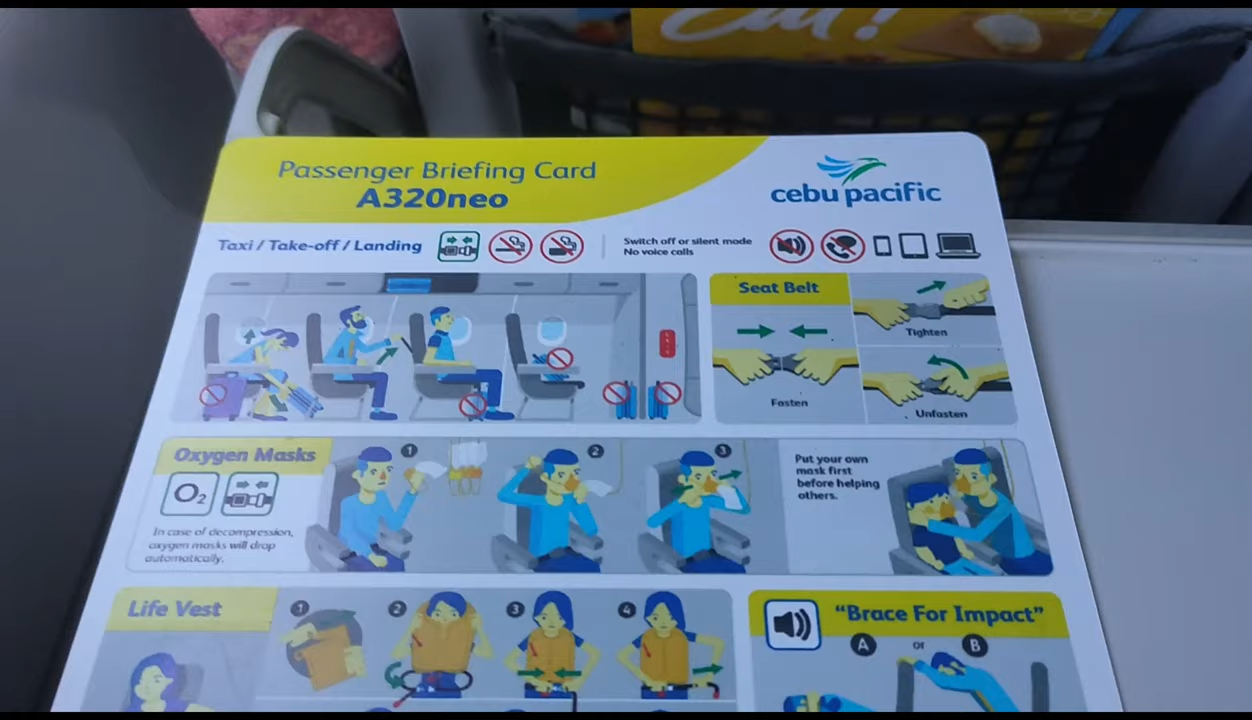 Eat!
Passenger Briefing Card
A320neo
cebu pacific
Taxi / Take-off / Landing
Switch off or silent mode
No voice calls
Seat Belt
Tighten
Fasten
Unfasten
Oxygen Masks
O2
In case of decompression,
oxygen masks will drop
automatically.
1
2
3
Put your own
mask first
before helping
others.
Life Vest
1
2
3
4
"Brace For Impact"
A or B